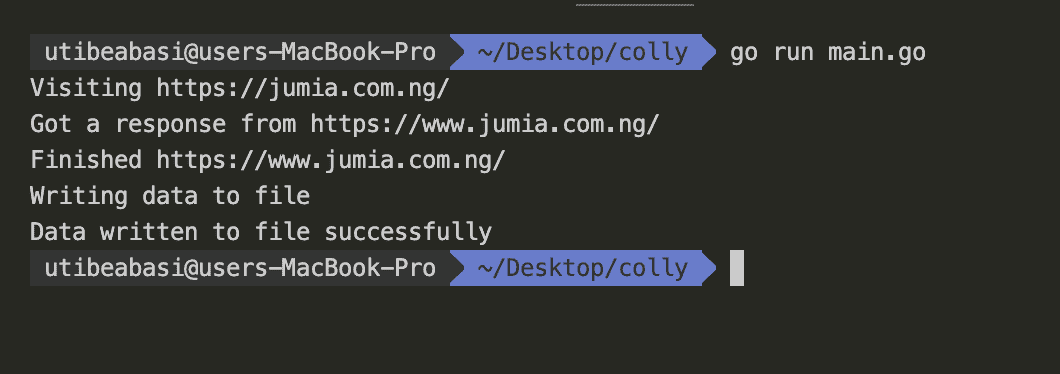 utibeabasi@users-MacBook-Pro ~/Desktop/colly go run main.go
Visiting https://jumia.com.ng/
Got a response from https://www.jumia.com.ng/
Finished https://www.jumia.com.ng/
Writing data to file
Data written to file successfully
utibeabasi@users-MacBook-Pro ~/Desktop/colly